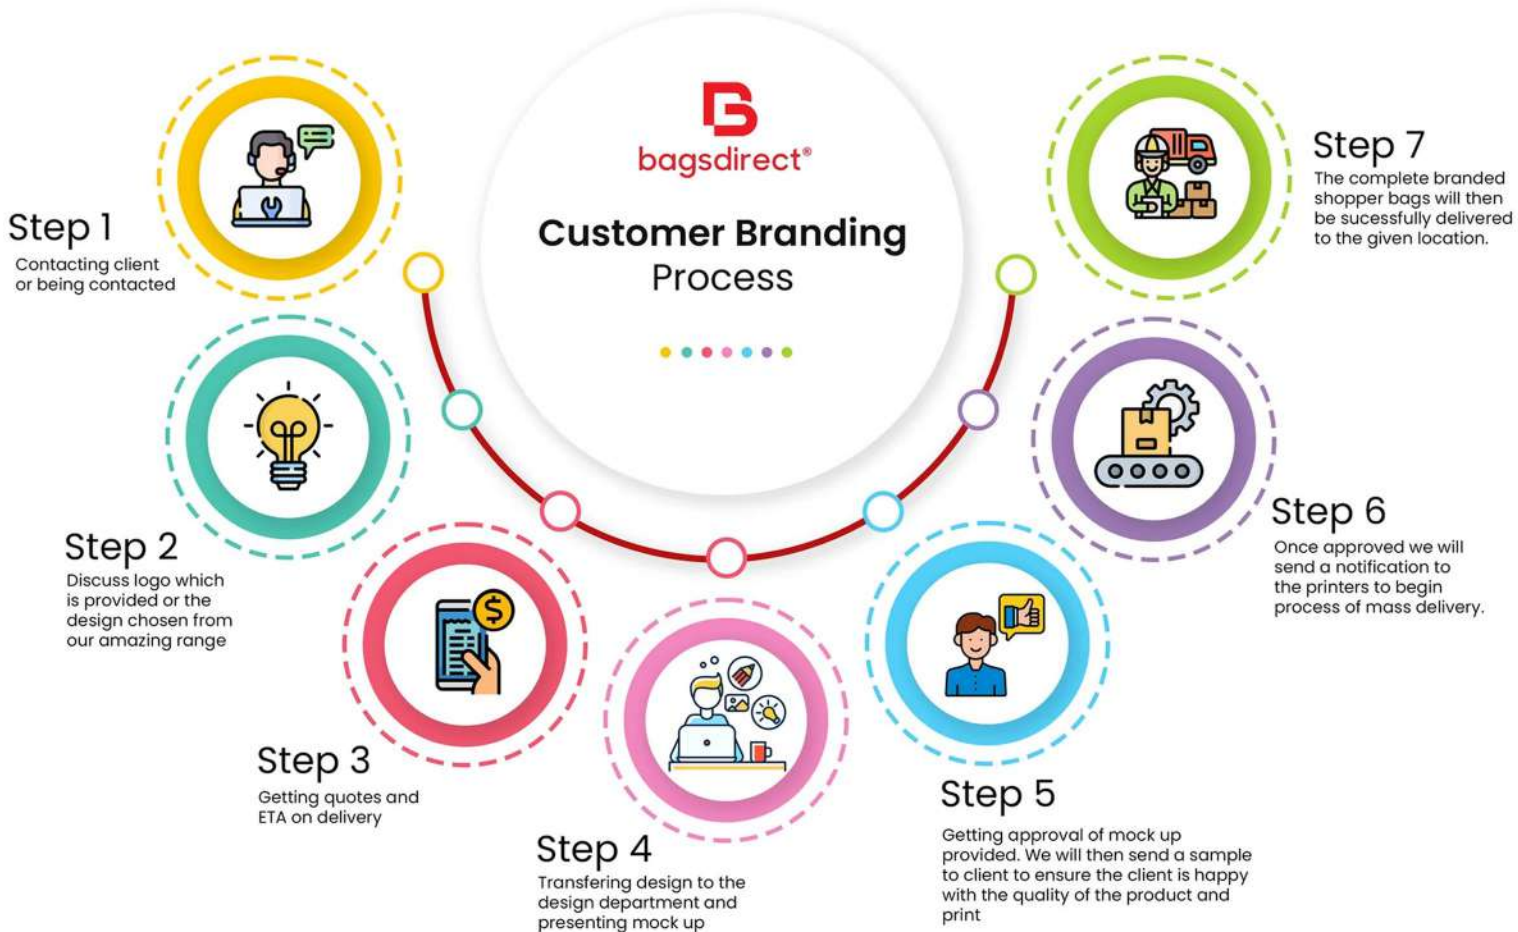 bagsdirect®
Customer Branding
Process
Step 1
Contacting client
or being contacted
Step 2
Discuss logo which
is provided or the
design chosen from
our amazing range
Step 3
Getting quotes and
ETA on delivery
Step 4
Transfering design to the
design department and
presenting mock up
Step 5
Getting approval of mock up
provided. We will then send a sample
to client to ensure the client is happy
with the quality of the product and
print
Step 6
Once approved we will
send a notification to
the printers to begin
process of mass delivery.
Step 7
The complete branded
shopper bags will then
be sucessfully delivered
to the given location.